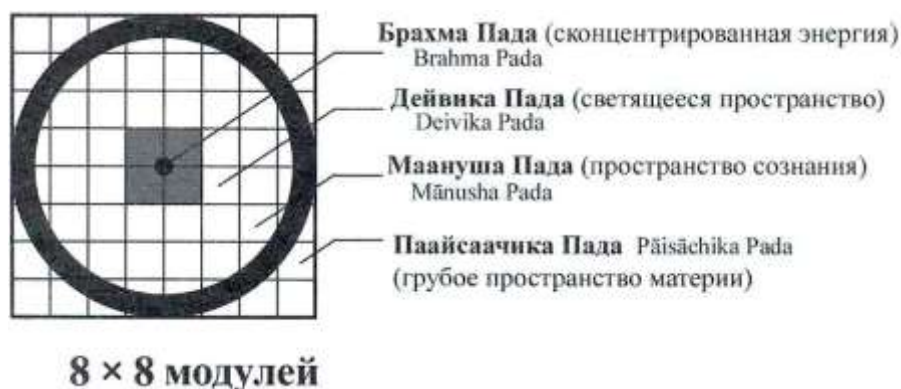 Брахма Пада (сконцентрированная энергия)
Brahma Pada
Дейвика Пада (светящееся пространство)
Deivika Pada
Маануша Пада (пространство сознания)
Mānusha Pada
Паайсаачика Пада Pāisāchika Pada
(грубое пространство материи)
8 × 8 модулей